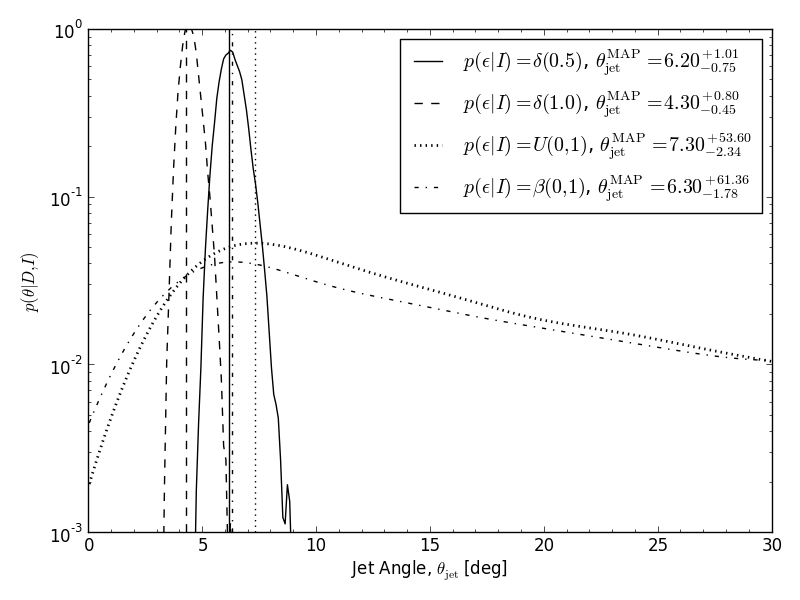 10^0
10^-1
10^-2
10^-3
p(θ|D,I)
p(ϵ|I)=δ(0.5), θ_jet^MAP=6.20^{+1.01}_{-0.75}
p(ϵ|I)=δ(1.0), θ_jet^MAP=4.30^{+0.80}_{-0.45}
p(ϵ|I)=U(0,1), θ_jet^MAP=7.30^{+53.60}_{-2.34}
p(ϵ|I)=β(0,1), θ_jet^MAP=6.30^{+61.36}_{-1.78}
0 5 10 15 20 25 30
Jet Angle, θ_jet [deg]